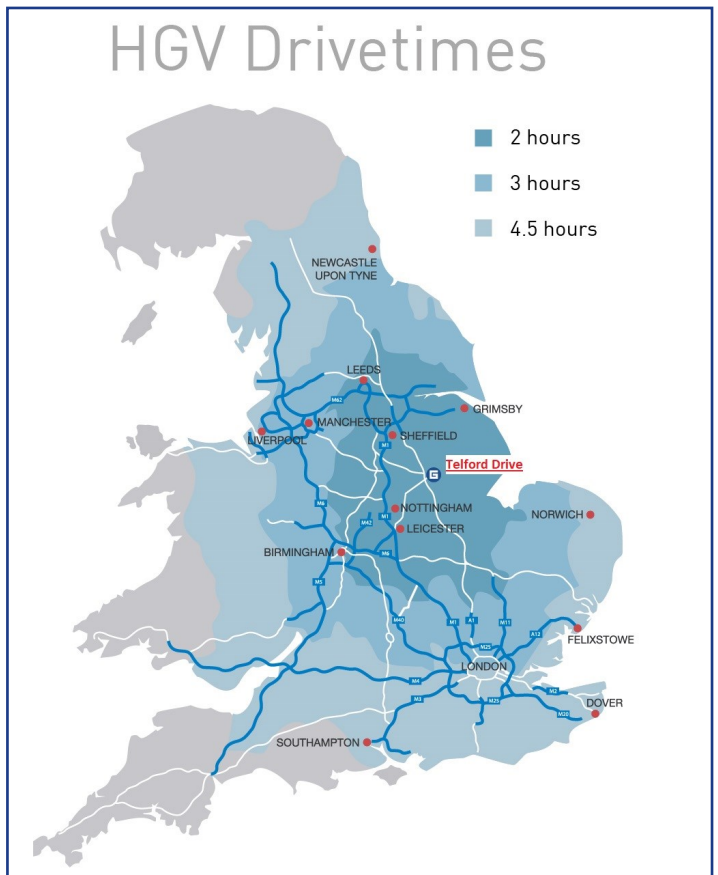 HGV Drivetimes
2 hours
3 hours
4.5 hours
NEWCASTLE
UPON TYNE
LEEDS
M62
GRIMSBY
MANCHESTER
LIVERPOOL
SHEFFIELD
M1
Telford Drive
G
M6
NOTTINGHAM
NORWICH
M1
M42
LEICESTER
BIRMINGHAM
M6
M5
M40
M1
A1
M11
A12
FELIXSTOWE
M25
LONDON
M4
M2
M3
M25
DOVER
M20
SOUTHAMPTON